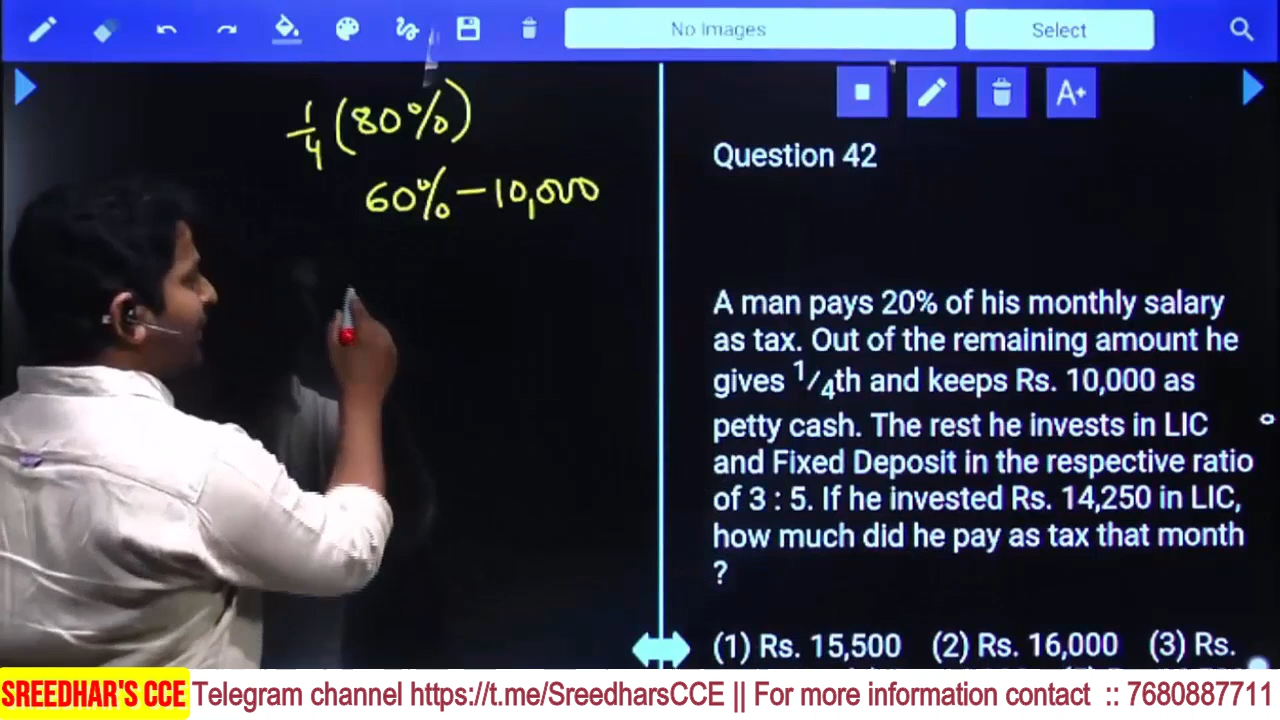 No Images
Select
A+
1/4 (80%)
60% - 10,000
Question 42
A man pays 20% of his monthly salary
as tax. Out of the remaining amount he
gives 1/4th and keeps Rs. 10,000 as
petty cash. The rest he invests in LIC
and Fixed Deposit in the respective ratio
of 3 : 5. If he invested Rs. 14,250 in LIC,
how much did he pay as tax that month
?
(1) Rs. 15,500 (2) Rs. 16,000 (3) Rs.
SREEDHAR'S CCE Telegram channel https://t.me/SreedharsCCE || For more information contact :: 7680887711